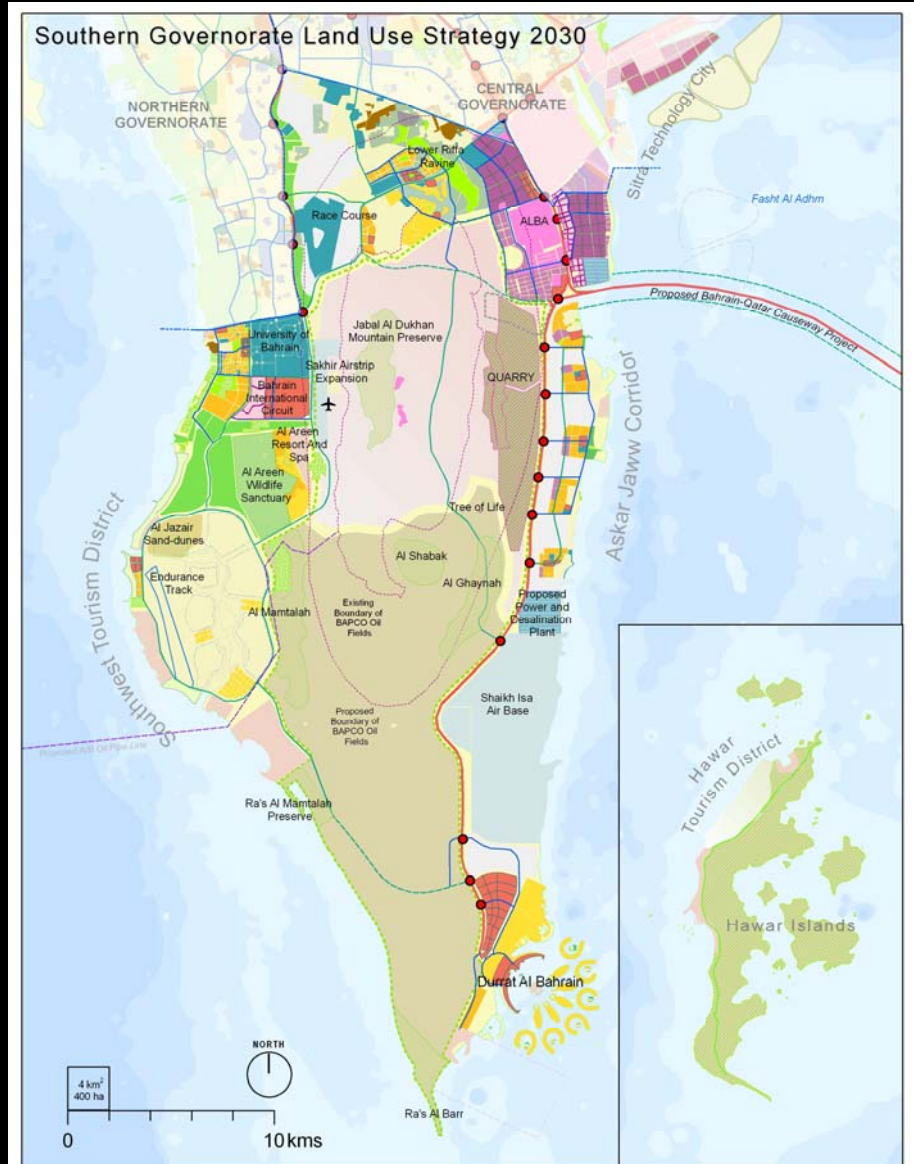 Southern Governorate Land Use Strategy 2030
NORTHERN
GOVERNORATE
CENTRAL
GOVERNORATE
Sitra Technology City
Lower Riffa
Ravine
Fasht Al Adhm
Race Course
ALBA
Proposed Bahrain-Qatar Causeway Project
University of
Bahrain
Jabal Al Dukhan
Mountain Preserve
Sakhir Airstrip
Expansion
QUARRY
Bahrain
International
Circuit
Askar Jaww Corridor
Al Areen
Resort And
Spa
Al Areen
Wildlife
Sanctuary
Tree of Life
Al Jazair
Sand-dunes
Al Shabak
Endurance
Track
Al Ghaynah
Southwest Tourism District
Al Mamtalah
Existing
Boundary of
BAPCO Oil
Fields
Proposed
Power and
Desalination
Plant
Shaikh Isa
Air Base
Proposed
Boundary of
BAPCO Oil
Fields
Proposed A/B Oil Pipe Line
Ra's Al Mamtalah
Preserve
Hawar
Tourism District
Hawar Islands
Durrat Al Bahrain
NORTH
4 km²
400 ha
Ra's Al Barr
0 10 kms